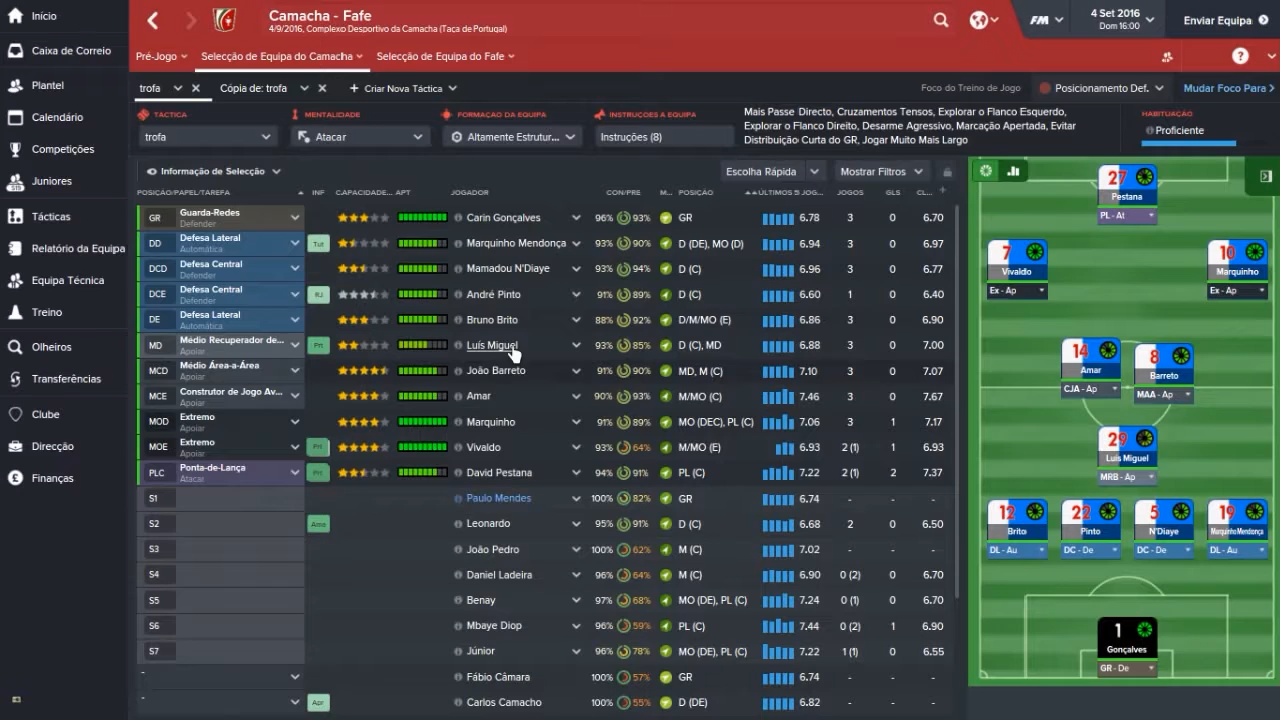 Início
Caixa de Correio
Plantel
Calendário
Competições
Juniores
Tácticas
Relatório da Equipa
Equipa Técnica
Treino
Olheiros
Transferências
Clube
Direcção
Finanças
Camacha - Fafe
4/9/2016, Complexo Desportivo da Camacha (Taça de Portugal)
FM
4 Set 2016
Dom 16:00
Enviar Equipa
Pré-Jogo
Selecção de Equipa do Camacha
Selecção de Equipa do Fafe
trofa
Cópia de: trofa
Criar Nova Táctica
Foco do Treino de Jogo
Posicionamento Def.
Mudar Foco Para
TÁCTICA
MENTALIDADE
FORMAÇÃO DA EQUIPA
INSTRUÇÕES À EQUIPA
trofa
Atacar
Altamente Estrutur...
Instruções (8)
Mais Passe Directo, Cruzamentos Tensos, Explorar o Flanco Esquerdo,
Explorar o Flanco Direito, Desarme Agressivo, Marcação Apertada, Evitar
Distribuição Curta do GR, Jogar Muito Mais Largo
HABITUAÇÃO
Proficiente
Informação de Selecção
Escolha Rápida
Mostrar Filtros
POSIÇÃO/PAPEL/TAREFA INF CAPACIDADE... APT JOGADOR CON/PRE M... POSIÇÃO ÚLTIMOS 5 JOG... JOGOS GLS CL...
GR Guarda-Redes Defender Carin Gonçalves 96% 93% GR 6.78 3 0 6.70
DD Defesa Lateral Automática Tut Marquinho Mendonça 93% 90% D (DE), MO (D) 6.94 3 0 6.97
DCD Defesa Central Defender Mamadou N'Diaye 93% 94% D (C) 6.96 3 0 6.77
DCE Defesa Central Defender RJ André Pinto 91% 89% D (C) 6.60 1 0 6.40
DE Defesa Lateral Automática Bruno Brito 88% 92% D/M/MO (E) 6.86 3 0 6.90
MD Médio Recuperador de... Apoiar Pri Luís Miguel 93% 85% D (C), MD 6.88 3 0 7.00
MCD Médio Área-a-Área Apoiar João Barreto 91% 90% MD, M (C) 7.10 3 0 7.07
MCE Construtor de Jogo Av... Apoiar Amar 90% 93% M/MO (C) 7.46 3 0 7.67
MOD Extremo Apoiar Marquinho 91% 89% MO (DEC), PL (C) 7.06 3 1 7.17
MOE Extremo Apoiar Pri Vivaldo 93% 64% M/MO (E) 6.93 2 (1) 1 6.93
PLC Ponta-de-Lança Atacar Pri David Pestana 94% 91% PL (C) 7.22 2 (1) 2 7.37
S1 Paulo Mendes 100% 82% GR 6.74 - - -
S2 Ama Leonardo 95% 91% D (C) 6.68 2 0 6.50
S3 João Pedro 100% 62% M (C) 7.02 - - -
S4 Daniel Ladeira 96% 64% M (C) 6.90 0 (2) 0 6.70
S5 Benay 97% 68% MO (DE), PL (C) 7.24 0 (1) 0 6.70
S6 Mbaye Diop 96% 59% PL (C) 7.44 0 (2) 1 6.90
S7 Júnior 96% 78% MO (DE), PL (C) 7.22 1 (1) 0 6.55
- Fábio Câmara 100% 57% GR 6.74 - - -
- Apr Carlos Camacho 100% 55% D (DE) 6.82 - - -
27
Pestana
PL - At
7 10
Vivaldo Marquinho
Ex - Ap Ex - Ap
14 8
Amar Barreto
CJA - Ap MAA - Ap
29
Luís Miguel
MRB - Ap
12 22 5 19
Brito Pinto N'Diaye Marquinho Mendonça
DL - Au DC - De DC - De DL - Au
1
Gonçalves
GR - De